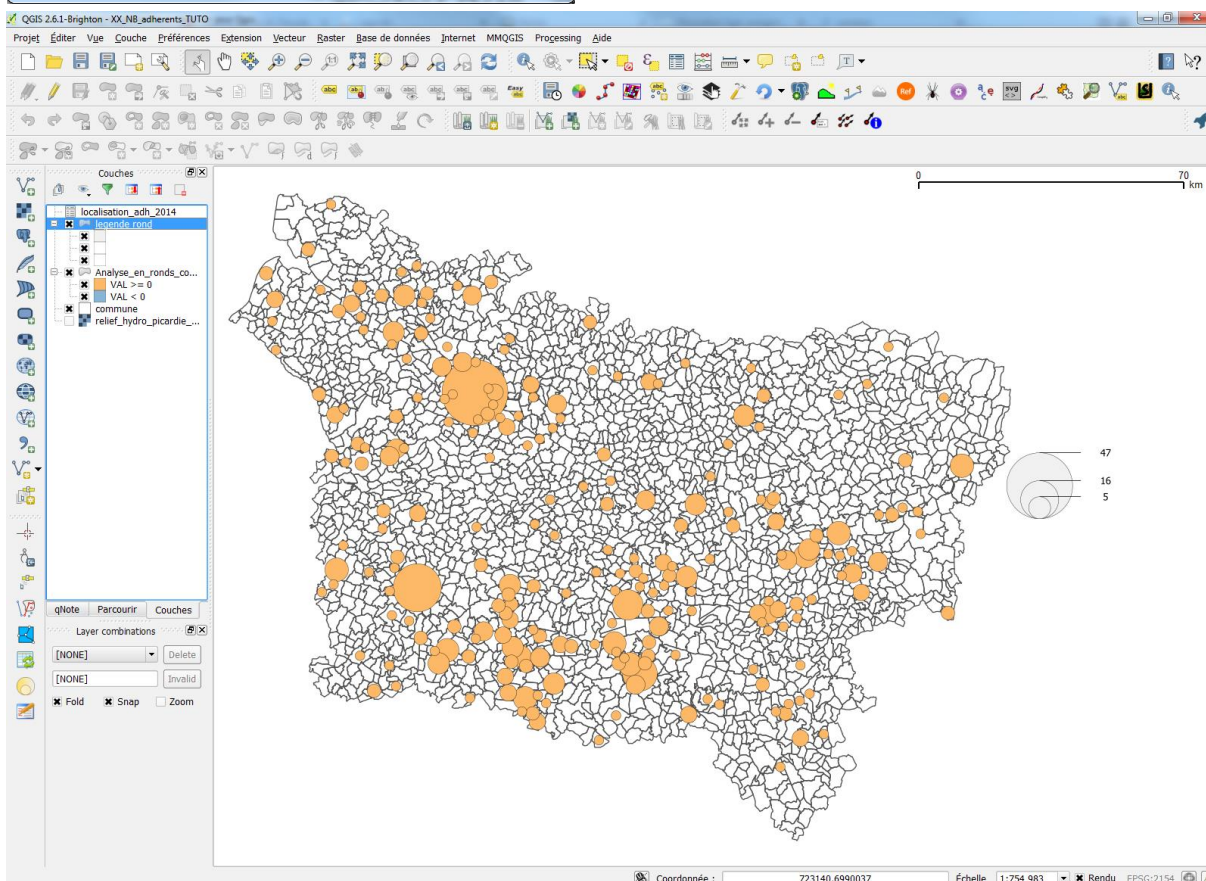 QGIS 2.6.1-Brighton - XX_NB_adherents_TUTO
Projet Éditer Vue Couche Préférences Extension Vecteur Raster Base de données Internet MMQGIS Processing Aide
Couches
localisation_adh_2014
legende rond
Analyse_en_ronds_co...
VAL >= 0
VAL < 0
commune
relief_hydro_picardie_...
qNote Parcourir Couches
Layer combinations
[NONE] Delete
[NONE] Invalid
Fold Snap Zoom
0 70
km
47
16
5
Coordonnée : 723140,6990037 Échelle 1:754 983 Rendu EPSG:2154